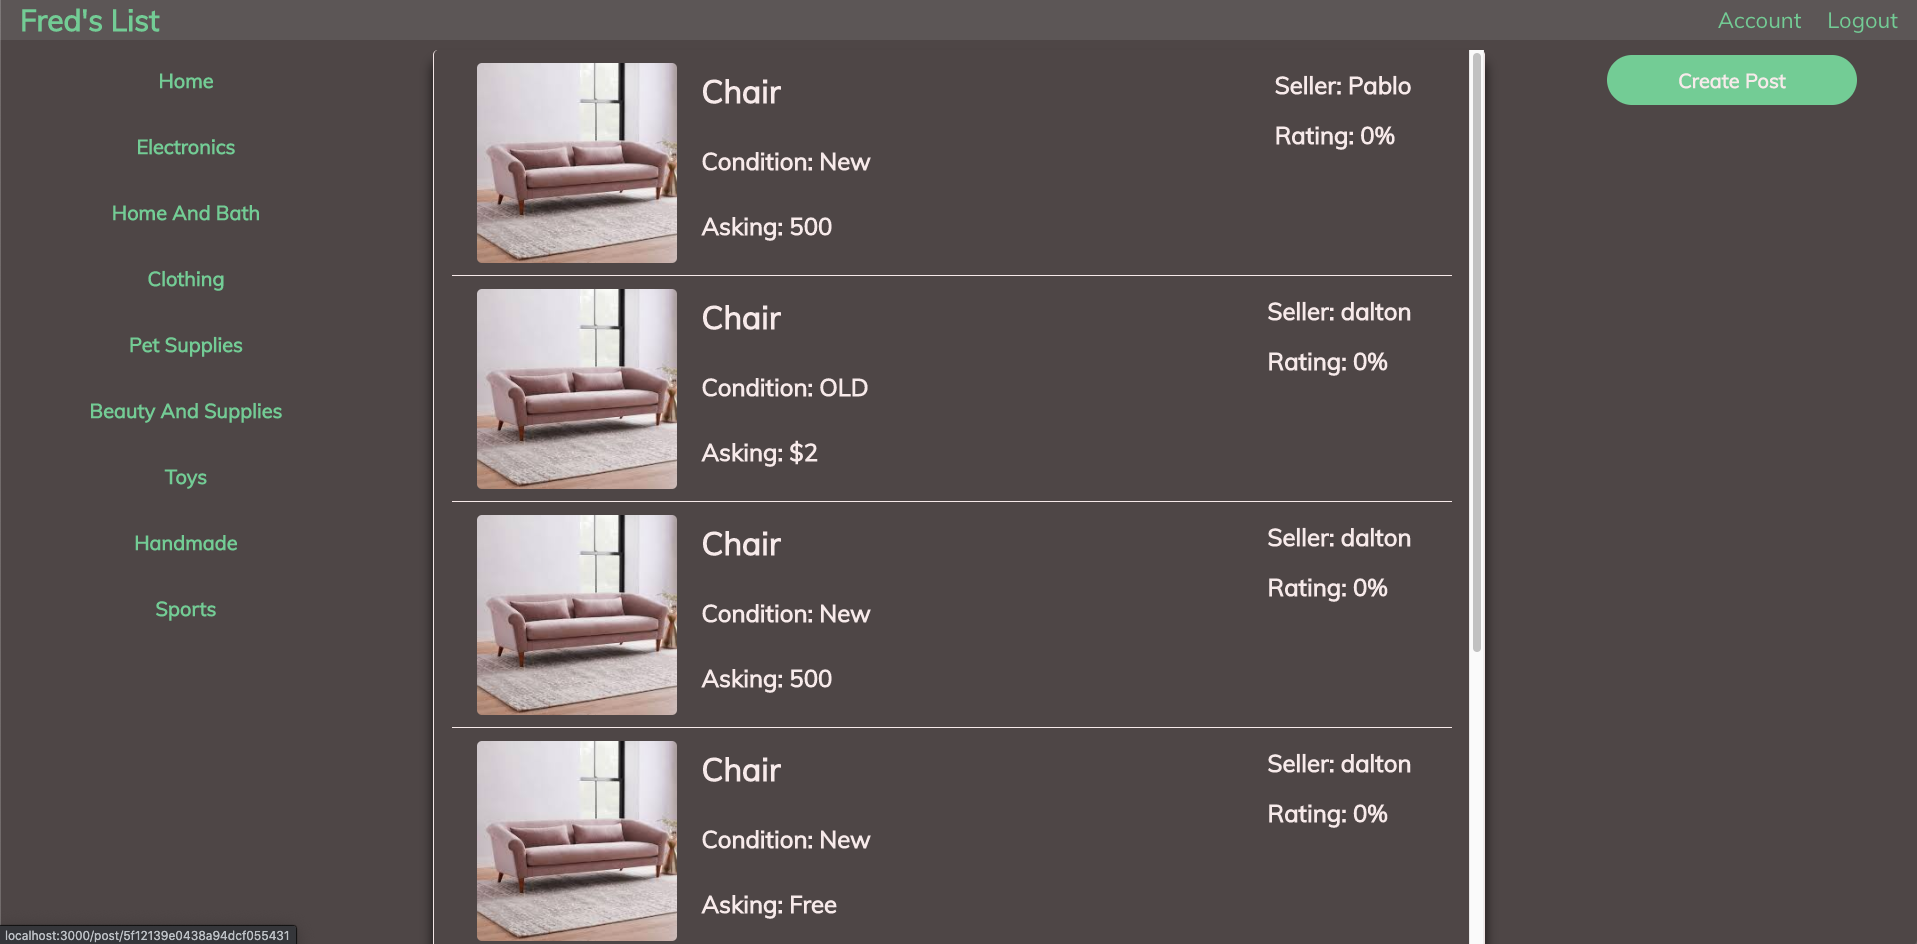 Fred's List
Account
Logout
Home
Electronics
Home And Bath
Clothing
Pet Supplies
Beauty And Supplies
Toys
Handmade
Sports
Chair
Condition: New
Asking: 500
Seller: Pablo
Rating: 0%
Chair
Condition: OLD
Asking: $2
Seller: dalton
Rating: 0%
Chair
Condition: New
Asking: 500
Seller: dalton
Rating: 0%
Chair
Condition: New
Asking: Free
Seller: dalton
Rating: 0%
Create Post
localhost:3000/post/5f12139e0438a94dcf055431